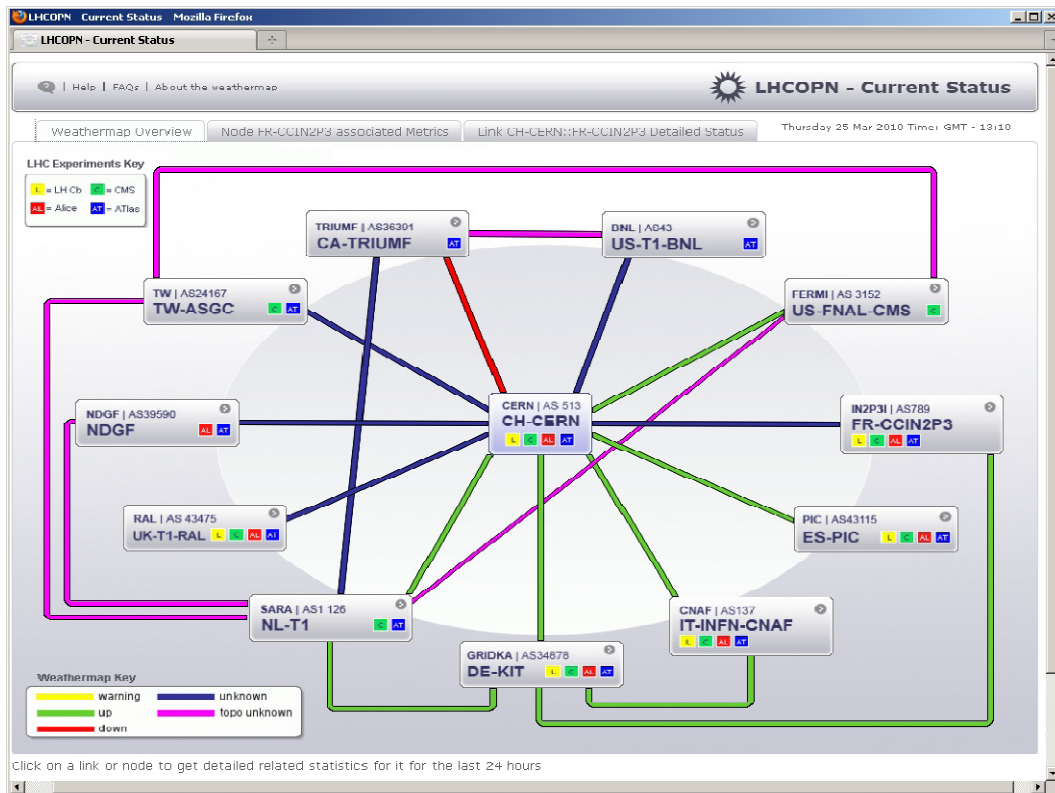 LHCOPN Current Status Mozilla Firefox
LHCOPN - Current Status
? | Help | FAQs | About the weathermap
LHCOPN - Current Status
Weathermap Overview
Node FR-CCIN2P3 associated Metrics
Link CH-CERN::FR-CCIN2P3 Detailed Status
Thursday 25 Mar 2010 Time: GMT - 13:10
LHC Experiments Key
L = LH Cb C = CMS
AL = Alice AT = ATlas
TRIUMF | AS36301
CA-TRIUMF
AT
BNL | AS43
US-T1-BNL
AT
TW | AS24167
TW-ASGC
C AT
FERMI | AS 3152
US-FNAL-CMS
C
CERN | AS 513
CH-CERN
L C AL AT
NDGF | AS39590
NDGF
AL AT
IN2P3I | AS789
FR-CCIN2P3
L C AL AT
RAL | AS 43475
UK-T1-RAL
L C AL AT
PIC | AS43115
ES-PIC
L C AL AT
SARA | AS1 126
NL-T1
C AT
CNAF | AS137
IT-INFN-CNAF
L C AL AT
GRIDKA | AS34878
DE-KIT
L C AL AT
Weathermap Key
warning unknown
up topo unknown
down
Click on a link or node to get detailed related statistics for it for the last 24 hours